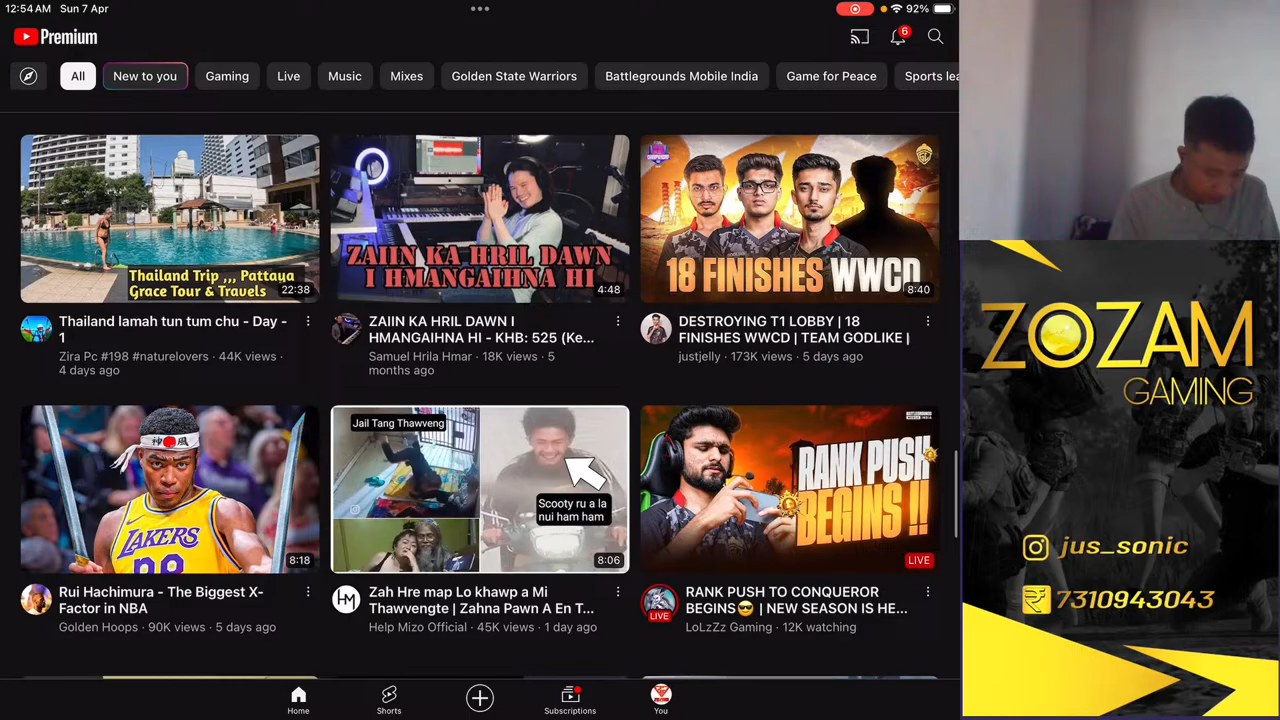 12:54 AM Sun 7 Apr
92%
Premium
6
All
New to you
Gaming
Live
Music
Mixes
Golden State Warriors
Battlegrounds Mobile India
Game for Peace
Sports lea
Thailand Trip ,,, Pattaya
Grace Tour & Travels
22:38
Thailand lamah tun tum chu - Day -
1
Zira Pc #198 #naturelovers · 44K views ·
4 days ago
ZAIIN KA HRIL DAWN
I HMANGAIHNA HI
4:48
ZAIIN KA HRIL DAWN I
HMANGAIHNA HI - KHB: 525 (Ke...
Samuel Hrila Hmar · 18K views · 5
months ago
18 FINISHES WWCD
8:40
DESTROYING T1 LOBBY | 18
FINISHES WWCD | TEAM GODLIKE |
justjelly · 173K views · 5 days ago
LAKERS
8:18
Rui Hachimura - The Biggest X-
Factor in NBA
Golden Hoops · 90K views · 5 days ago
Jail Tang Thawveng
Scooty ru a la
nui ham ham
8:06
HM
Zah Hre map Lo khawp a Mi
Thawvengte | Zahna Pawn A En T...
Help Mizo Official · 45K views · 1 day ago
RANK PUSH
BEGINS !!
LIVE
LIVE
RANK PUSH TO CONQUEROR
BEGINS😎 | NEW SEASON IS HE...
LoLzZz Gaming · 12K watching
Home
Shorts
Subscriptions
You
ZOZAM
GAMING
jus_sonic
₹ 7310943043